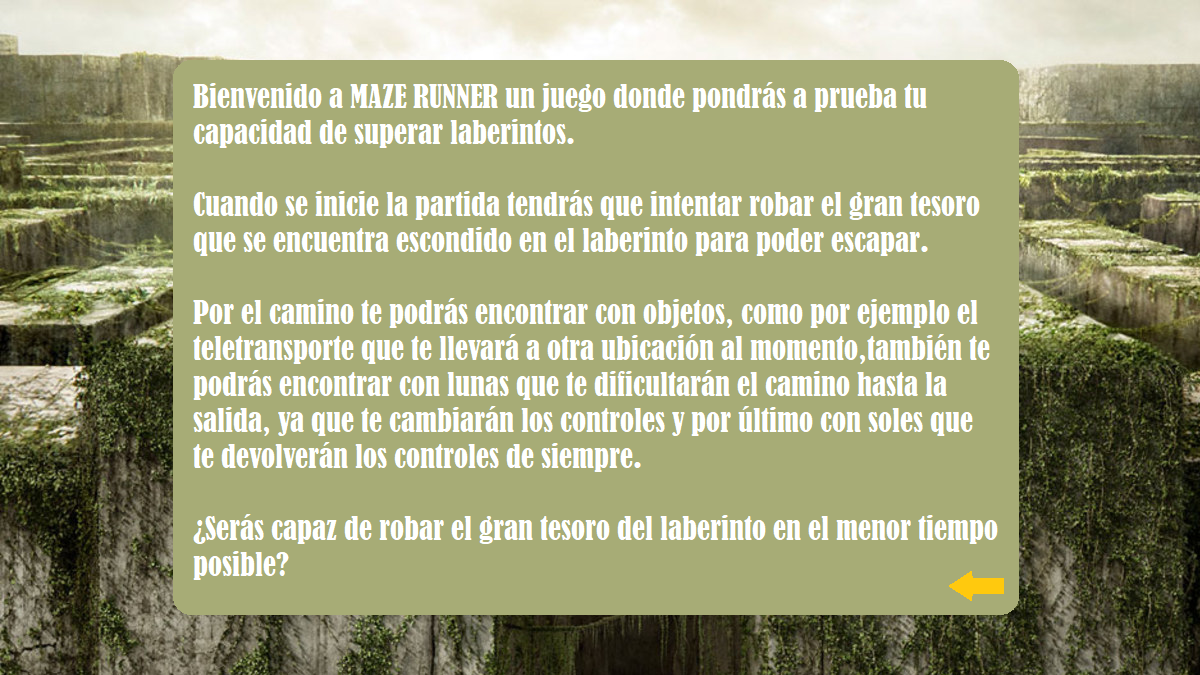 Bienvenido a MAZE RUNNER un juego donde pondrás a prueba tu
capacidad de superar laberintos.
Cuando se inicie la partida tendrás que intentar robar el gran tesoro
que se encuentra escondido en el laberinto para poder escapar.
Por el camino te podrás encontrar con objetos, como por ejemplo el
teletransporte que te llevará a otra ubicación al momento,también te
podrás encontrar con lunas que te dificultarán el camino hasta la
salida, ya que te cambiarán los controles y por último con soles que
te devolverán los controles de siempre.
¿Serás capaz de robar el gran tesoro del laberinto en el menor tiempo
posible?